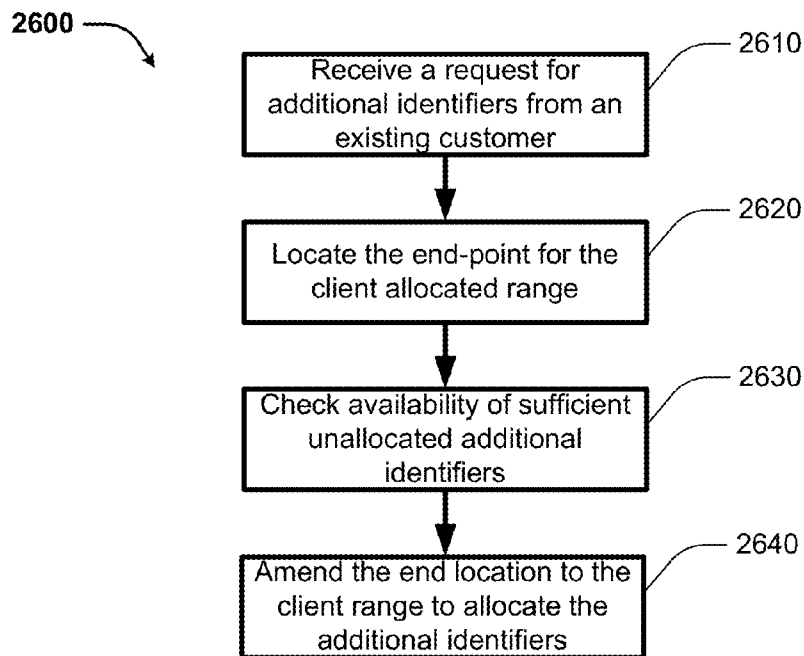 2600
2610
Receive a request for
additional identifiers from an
existing customer
2620
Locate the end-point for the
client allocated range
2630
Check availability of sufficient
unallocated additional
identifiers
2640
Amend the end location to the
client range to allocate the
additional identifiers